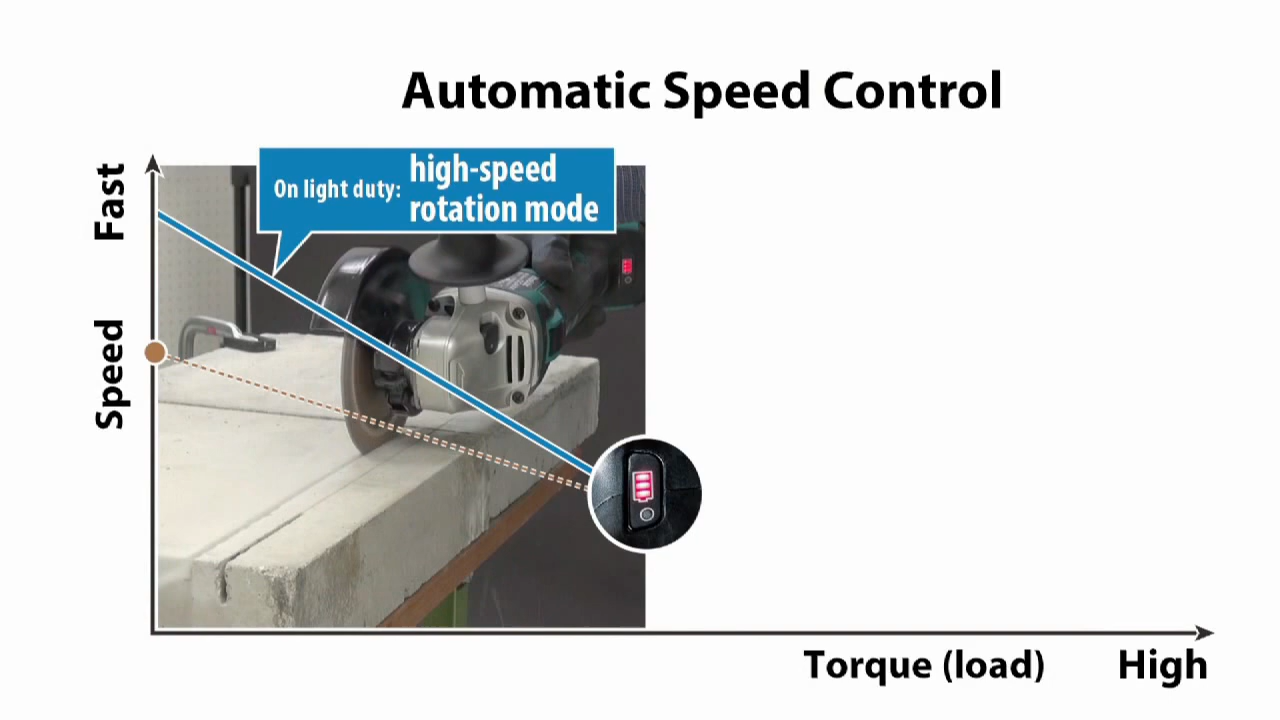 Automatic Speed Control
On light duty: high-speed
rotation mode
Fast
Speed
Torque (load) High